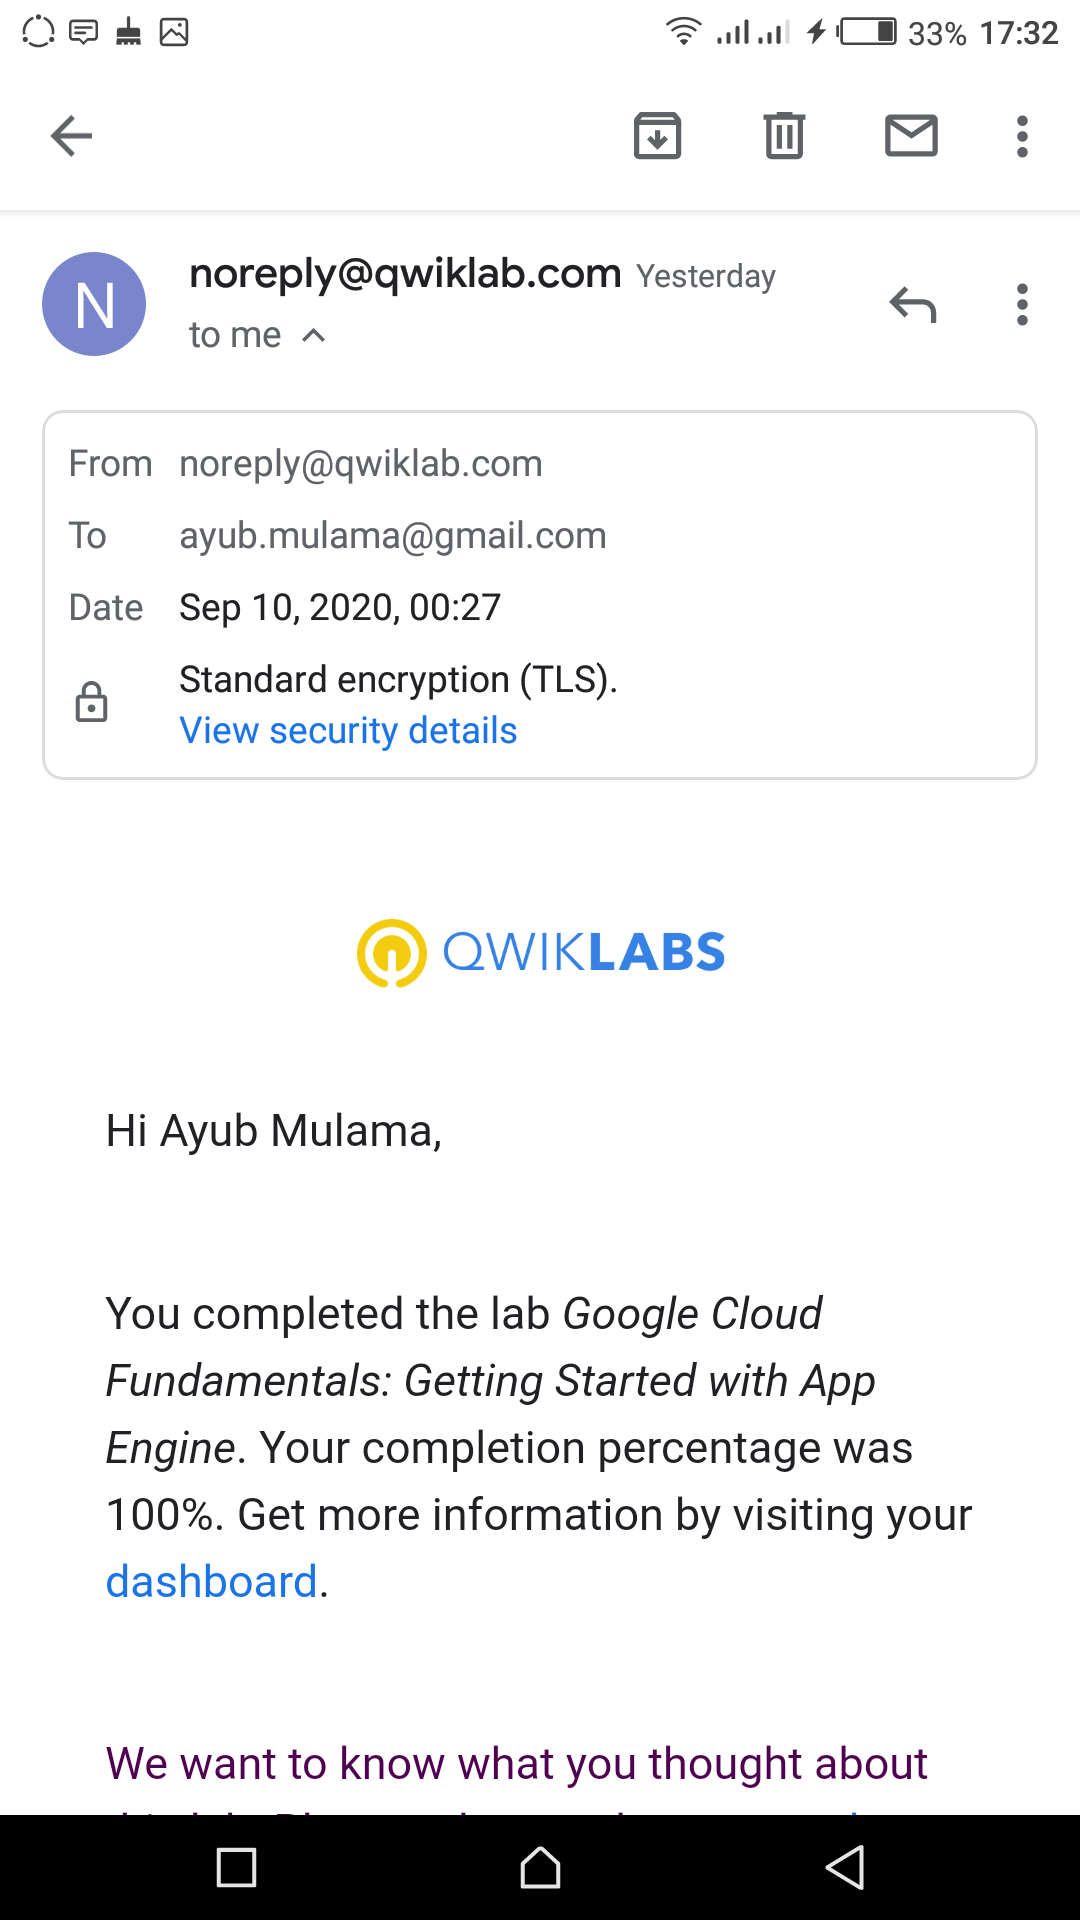 33% 17:32
noreply@qwiklab.com Yesterday
N
to me
From noreply@qwiklab.com
To ayub.mulama@gmail.com
Date Sep 10, 2020, 00:27
Standard encryption (TLS).
View security details
QWIKLABS
Hi Ayub Mulama,
You completed the lab Google Cloud
Fundamentals: Getting Started with App
Engine. Your completion percentage was
100%. Get more information by visiting your
dashboard.
We want to know what you thought about